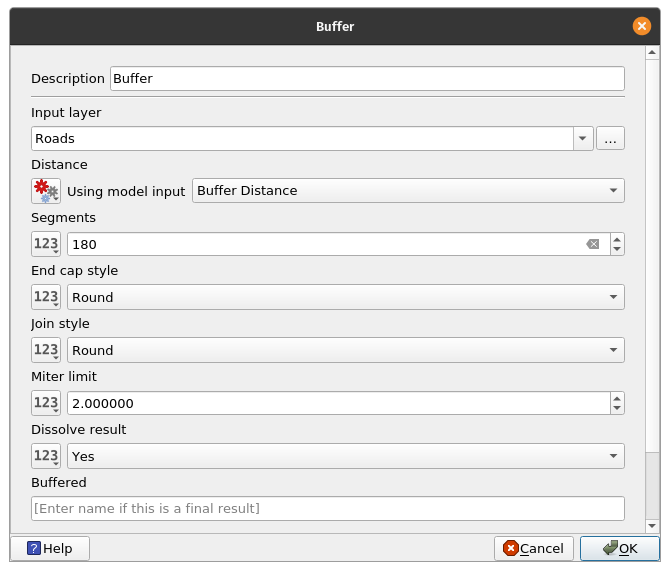 Buffer
Description Buffer
Input layer
Roads ...
Distance
Using model input Buffer Distance
Segments
123 180
End cap style
123 Round
Join style
123 Round
Miter limit
123 2.000000
Dissolve result
123 Yes
Buffered
[Enter name if this is a final result]
? Help Cancel OK